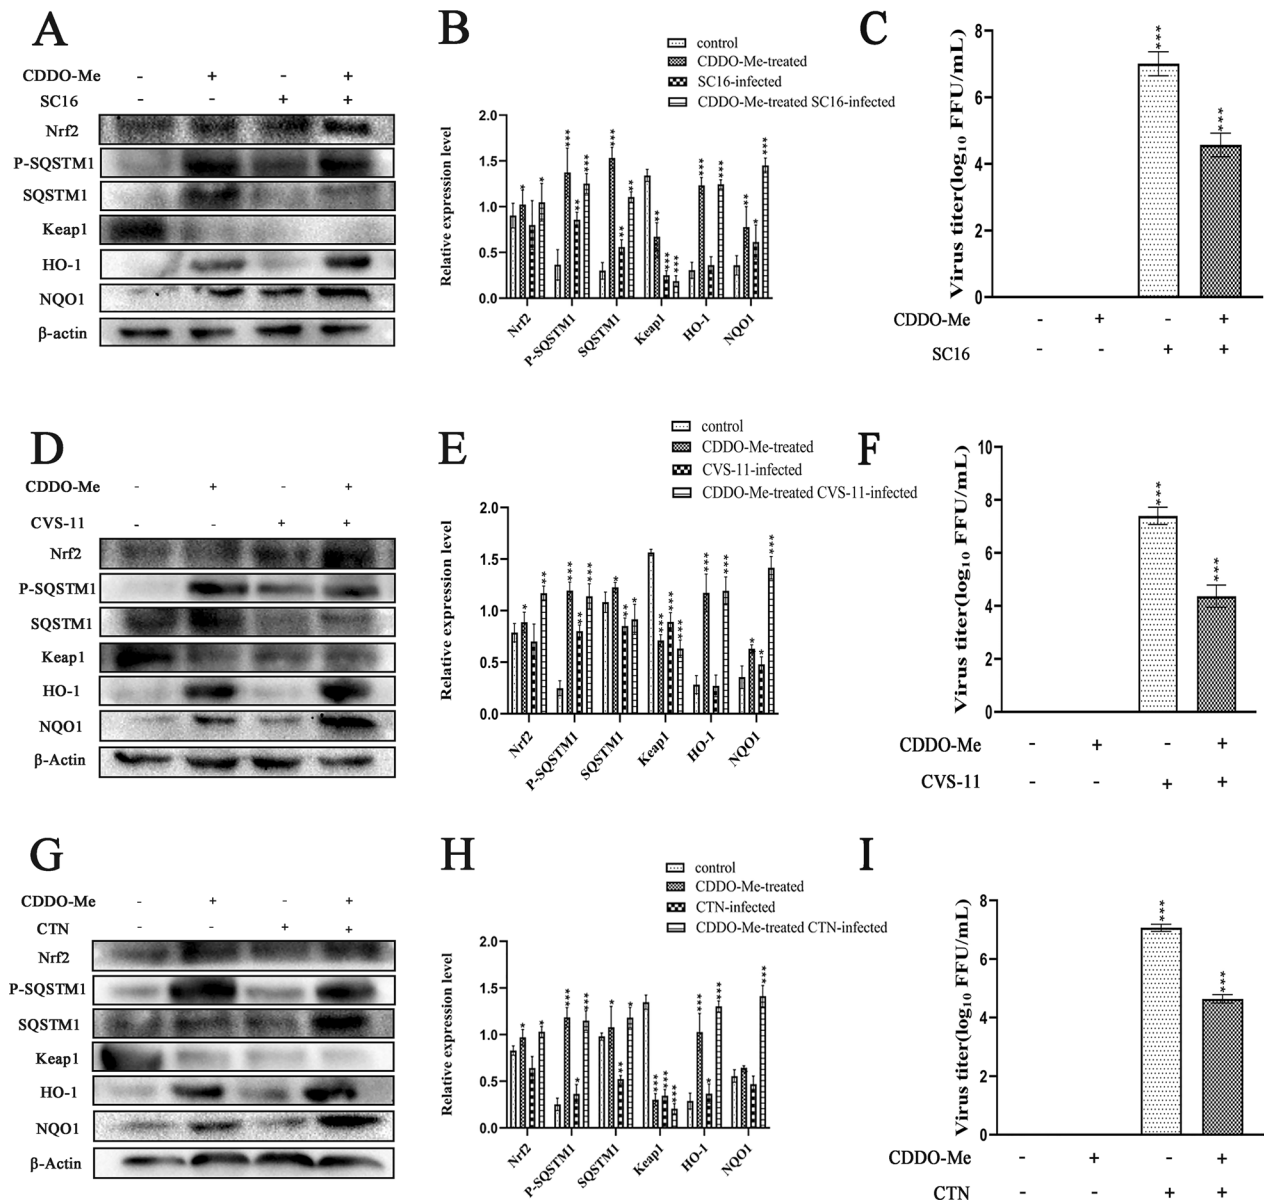 A
CDDO-Me - + - +
SC16 - - + +
Nrf2
P-SQSTM1
SQSTM1
Keap1
HO-1
NQO1
β-actin
B
control
CDDO-Me-treated
SC16-infected
CDDO-Me-treated SC16-infected
Relative expression level
2.0
1.5
1.0
0.5
0.0
* * *** ** *** *** ** ** ** *** *** *** *** ** * ***
Nrf2 P-SQSTM1 SQSTM1 Keap1 HO-1 NQO1
C
Virus titer(log10 FFU/mL)
8
6
4
2
0
*** ***
CDDO-Me - + - +
SC16 - - + +
D
CDDO-Me - + - +
CVS-11 - - + +
Nrf2
P-SQSTM1
SQSTM1
Keap1
HO-1
NQO1
β-Actin
E
control
CDDO-Me-treated
CVS-11-infected
CDDO-Me-treated CVS-11-infected
Relative expression level
2.0
1.5
1.0
0.5
0.0
* ** *** ** *** * ** * *** *** *** *** *** * * ***
Nrf2 P-SQSTM1 SQSTM1 Keap1 HO-1 NQO1
F
Virus titer(log10 FFU/mL)
10
8
6
4
2
0
*** ***
CDDO-Me - + - +
CVS-11 - - + +
G
CDDO-Me - + - +
CTN - - + +
Nrf2
P-SQSTM1
SQSTM1
Keap1
HO-1
NQO1
β-Actin
H
control
CDDO-Me-treated
CTN-infected
CDDO-Me-treated CTN-infected
Relative expression level
2.0
1.5
1.0
0.5
0.0
* * *** * *** * ** * *** *** *** *** * *** ***
Nrf2 P-SQSTM1 SQSTM1 Keap1 HO-1 NQO1
I
Virus titer(log10 FFU/mL)
8
6
4
2
0
*** ***
CDDO-Me - + - +
CTN - - + +